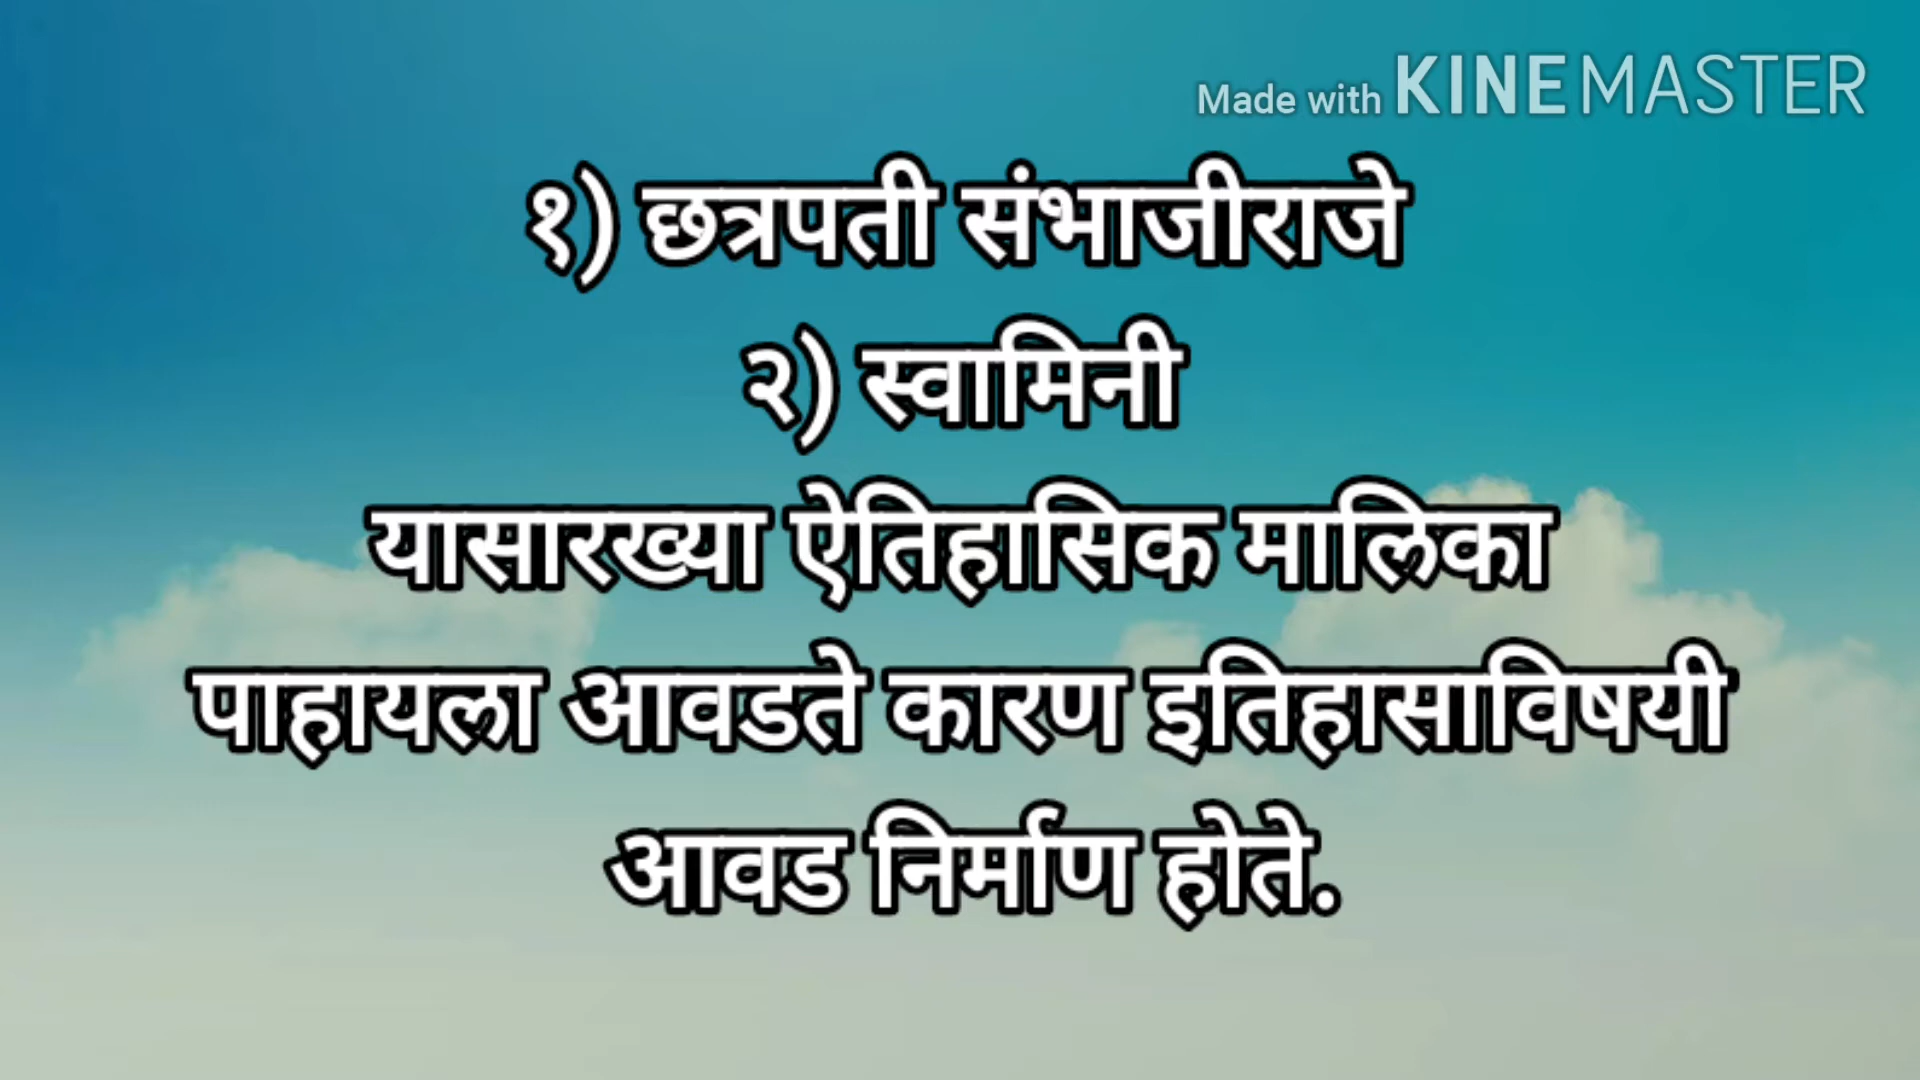 Made with KINEMASTER
१) छत्रपती संभाजीराजे
२) स्वामिनी
यासारख्या ऐतिहासिक मालिका
पाहायला आवडते कारण इतिहासाविषयी
आवड निर्माण होते.